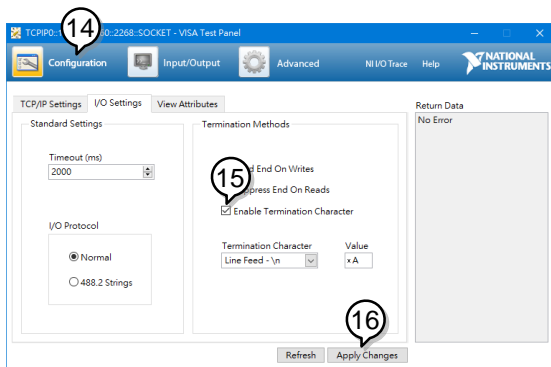 TCPIP0::1 0::2268::SOCKET - VISA Test Panel
14
Configuration
Input/Output
Advanced
NI I/O Trace
Help
NATIONAL
INSTRUMENTS
TCP/IP Settings
I/O Settings
View Attributes
Return Data
No Error
Standard Settings
Termination Methods
Timeout (ms)
2000
End On Writes
15
On Reads
Enable Termination Character
I/O Protocol
Normal
488.2 Strings
Termination Character
Value
Line Feed - \n
xA
16
Refresh
Apply Changes